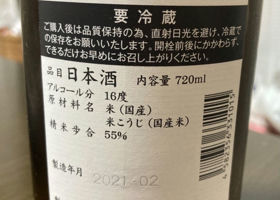 要冷蔵
ご購入後は品質保持の為、直射日光を避け、冷蔵で
の保存をお願いいたします。開栓前後にかかわらず、
できるだけお早めにお召し上がりください。
品目 日本酒 内容量 720ml
アルコール分 16度
原材料名 米(国産)
米こうじ(国産米)
精米歩合 55%
製造年月 2021-02